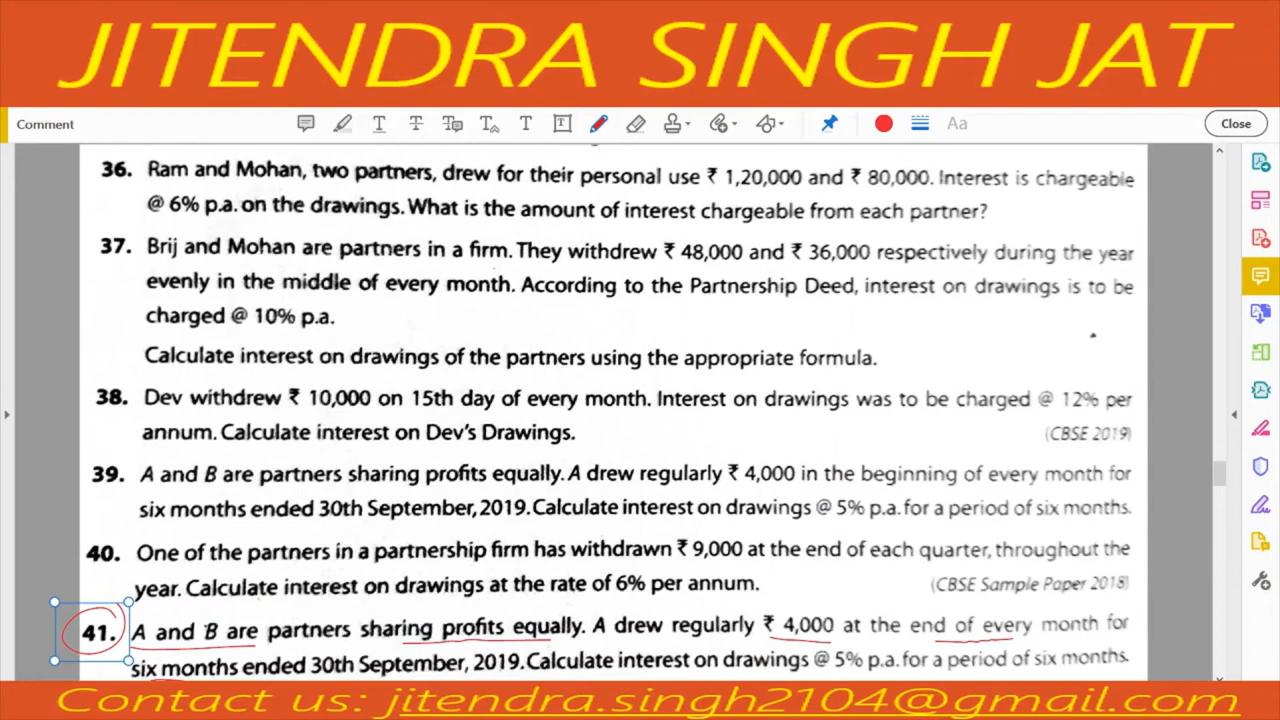 JITENDRA SINGH JAT
Comment
Close
36. Ram and Mohan, two partners, drew for their personal use ₹ 1,20,000 and ₹ 80,000. Interest is chargeable
@ 6% p.a. on the drawings. What is the amount of interest chargeable from each partner?
37. Brij and Mohan are partners in a firm. They withdrew ₹ 48,000 and ₹ 36,000 respectively during the year
evenly in the middle of every month. According to the Partnership Deed, interest on drawings is to be
charged @ 10% p.a.
Calculate interest on drawings of the partners using the appropriate formula.
38. Dev withdrew ₹ 10,000 on 15th day of every month. Interest on drawings was to be charged @ 12% per
annum. Calculate interest on Dev's Drawings. (CBSE 2019)
39. A and B are partners sharing profits equally. A drew regularly ₹ 4,000 in the beginning of every month for
six months ended 30th September, 2019. Calculate interest on drawings @ 5% p.a. for a period of six months.
40. One of the partners in a partnership firm has withdrawn ₹ 9,000 at the end of each quarter, throughout the
year. Calculate interest on drawings at the rate of 6% per annum. (CBSE Sample Paper 2018)
41. A and B are partners sharing profits equally. A drew regularly ₹ 4,000 at the end of every month for
six months ended 30th September, 2019. Calculate interest on drawings @ 5% p.a. for a period of six months.
Contact us: jitendra.singh2104@gmail.com